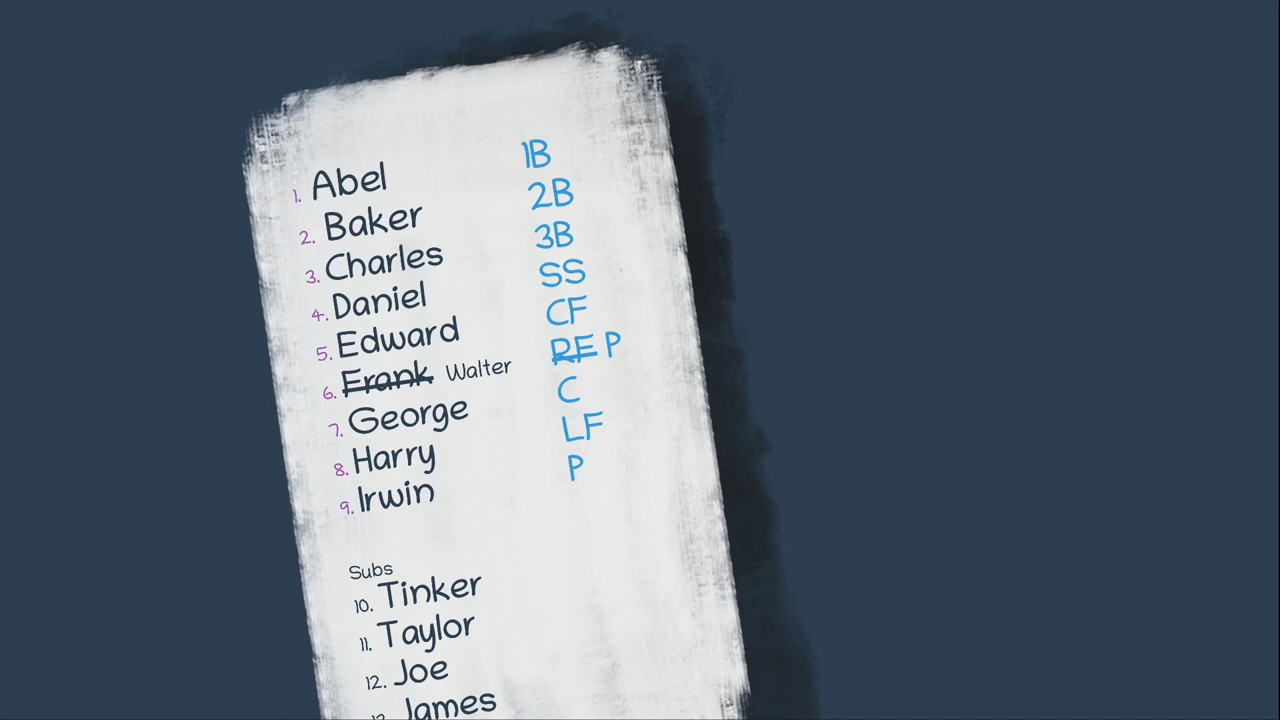 1. Abel 1B
2. Baker 2B
3. Charles 3B
4. Daniel SS
5. Edward CF
6. Frank Walter RF P
7. George C
8. Harry LF
9. Irwin P
Subs
10. Tinker
11. Taylor
12. Joe
13. James